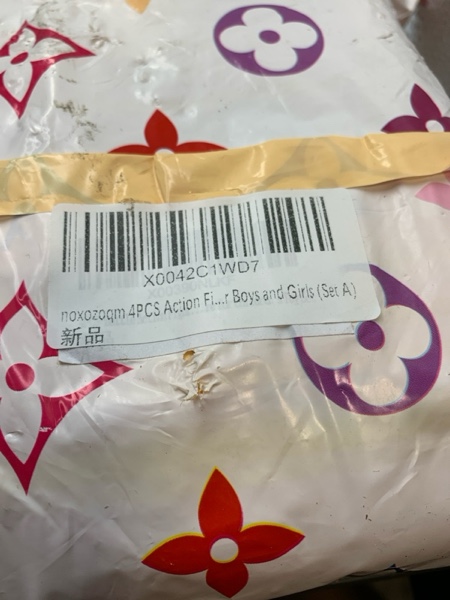 X0042C1WD7
noxozoqm 4PCS Action Fi...r Boys and Girls (Set A)
新品